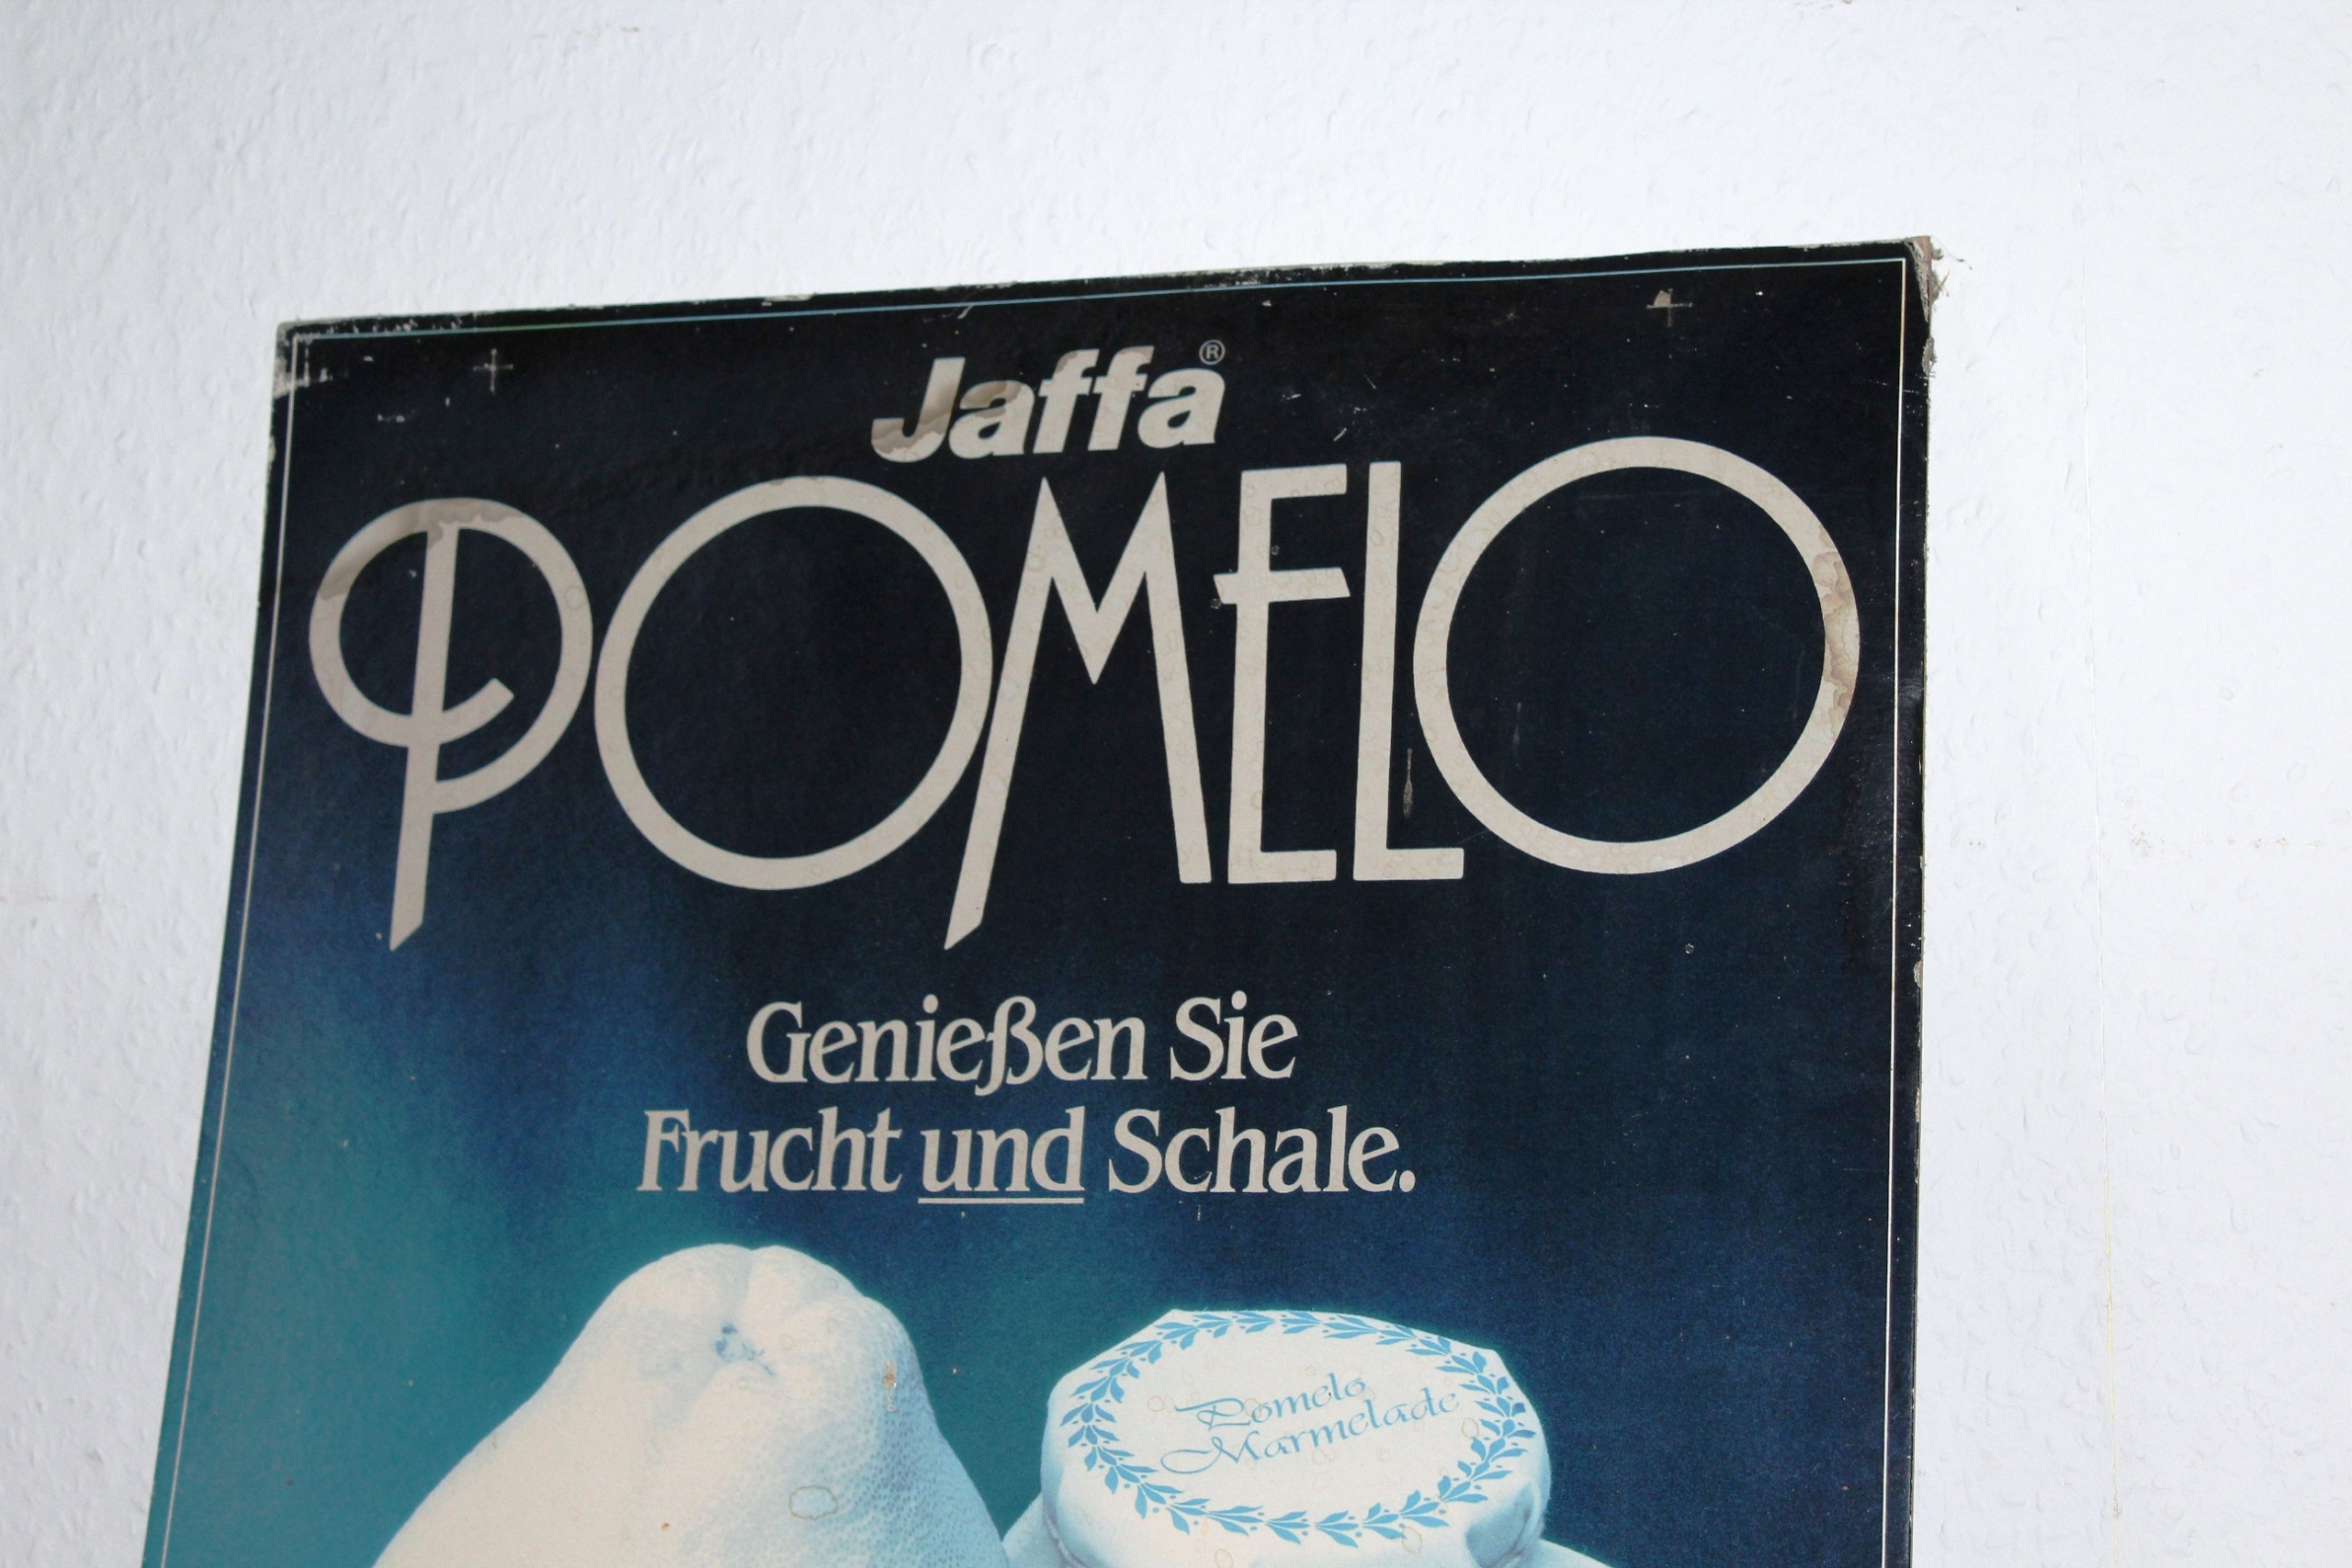 Jaffa®
POMELO
Genießen Sie
Frucht und Schale.
Pomelo
Marmelade